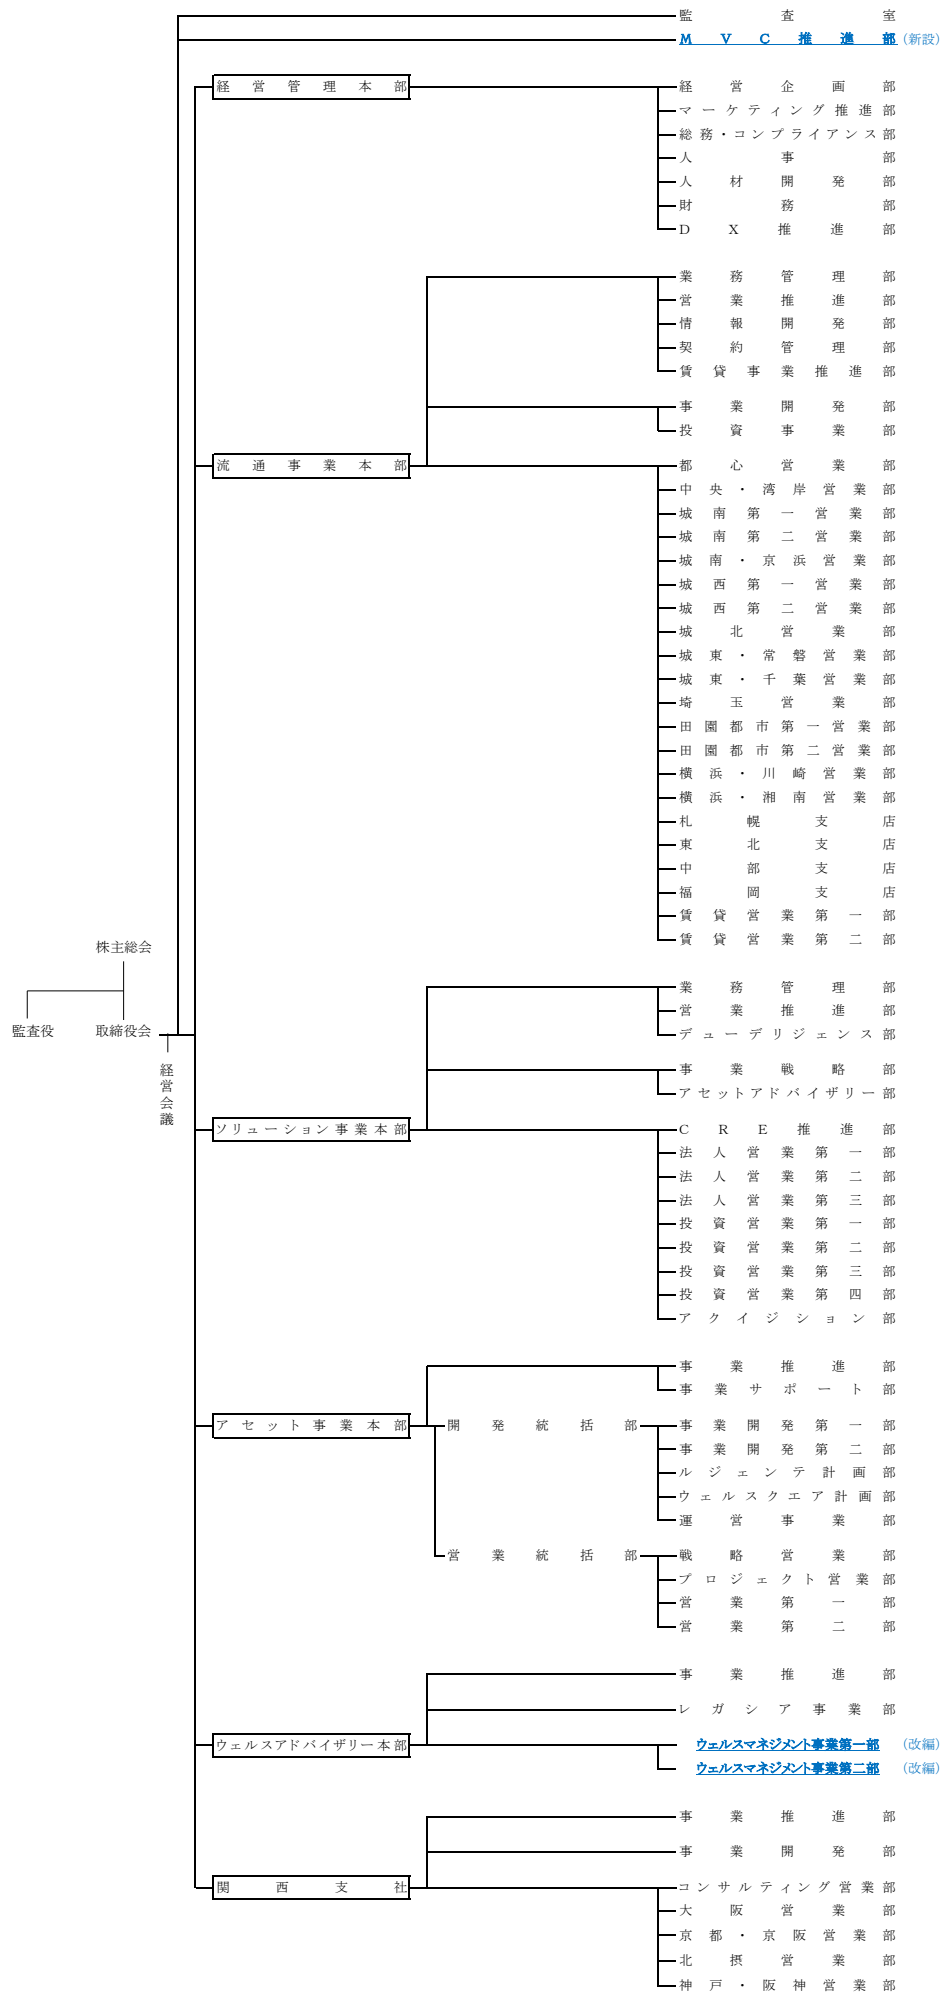 監査室
MVC推進部（新設）
経営管理本部 経営企画部
マーケティング推進部
総務・コンプライアンス部
人事部
人材開発部
財務部
DX推進部
業務管理部
営業推進部
情報開発部
契約管理部
賃貸事業推進部
事業開発部
投資事業部
流通事業本部 都心営業部
中央・湾岸営業部
城南第一営業部
城南第二営業部
城南・京浜営業部
城西第一営業部
城西第二営業部
城北営業部
城東・常磐営業部
城東・千葉営業部
埼玉営業部
田園都市第一営業部
田園都市第二営業部
横浜・川崎営業部
横浜・湘南営業部
札幌支店
東北支店
中部支店
福岡支店
賃貸営業第一部
賃貸営業第二部
株主総会
監査役 取締役会
経営会議
業務管理部
営業推進部
デューデリジェンス部
事業戦略部
アセットアドバイザリー部
ソリューション事業本部 CRE推進部
法人営業第一部
法人営業第二部
法人営業第三部
投資営業第一部
投資営業第二部
投資営業第三部
投資営業第四部
アクイジション部
事業推進部
事業サポート部
アセット事業本部 開発統括部 事業開発第一部
事業開発第二部
ルジェンテ計画部
ウェルスクエア計画部
運営事業部
営業統括部 戦略営業部
プロジェクト営業部
営業第一部
営業第二部
事業推進部
レガシア事業部
ウェルスアドバイザリー本部 ウェルスマネジメント事業第一部（改編）
ウェルスマネジメント事業第二部（改編）
事業推進部
事業開発部
関西支社 コンサルティング営業部
大阪営業部
京都・京阪営業部
北摂営業部
神戸・阪神営業部